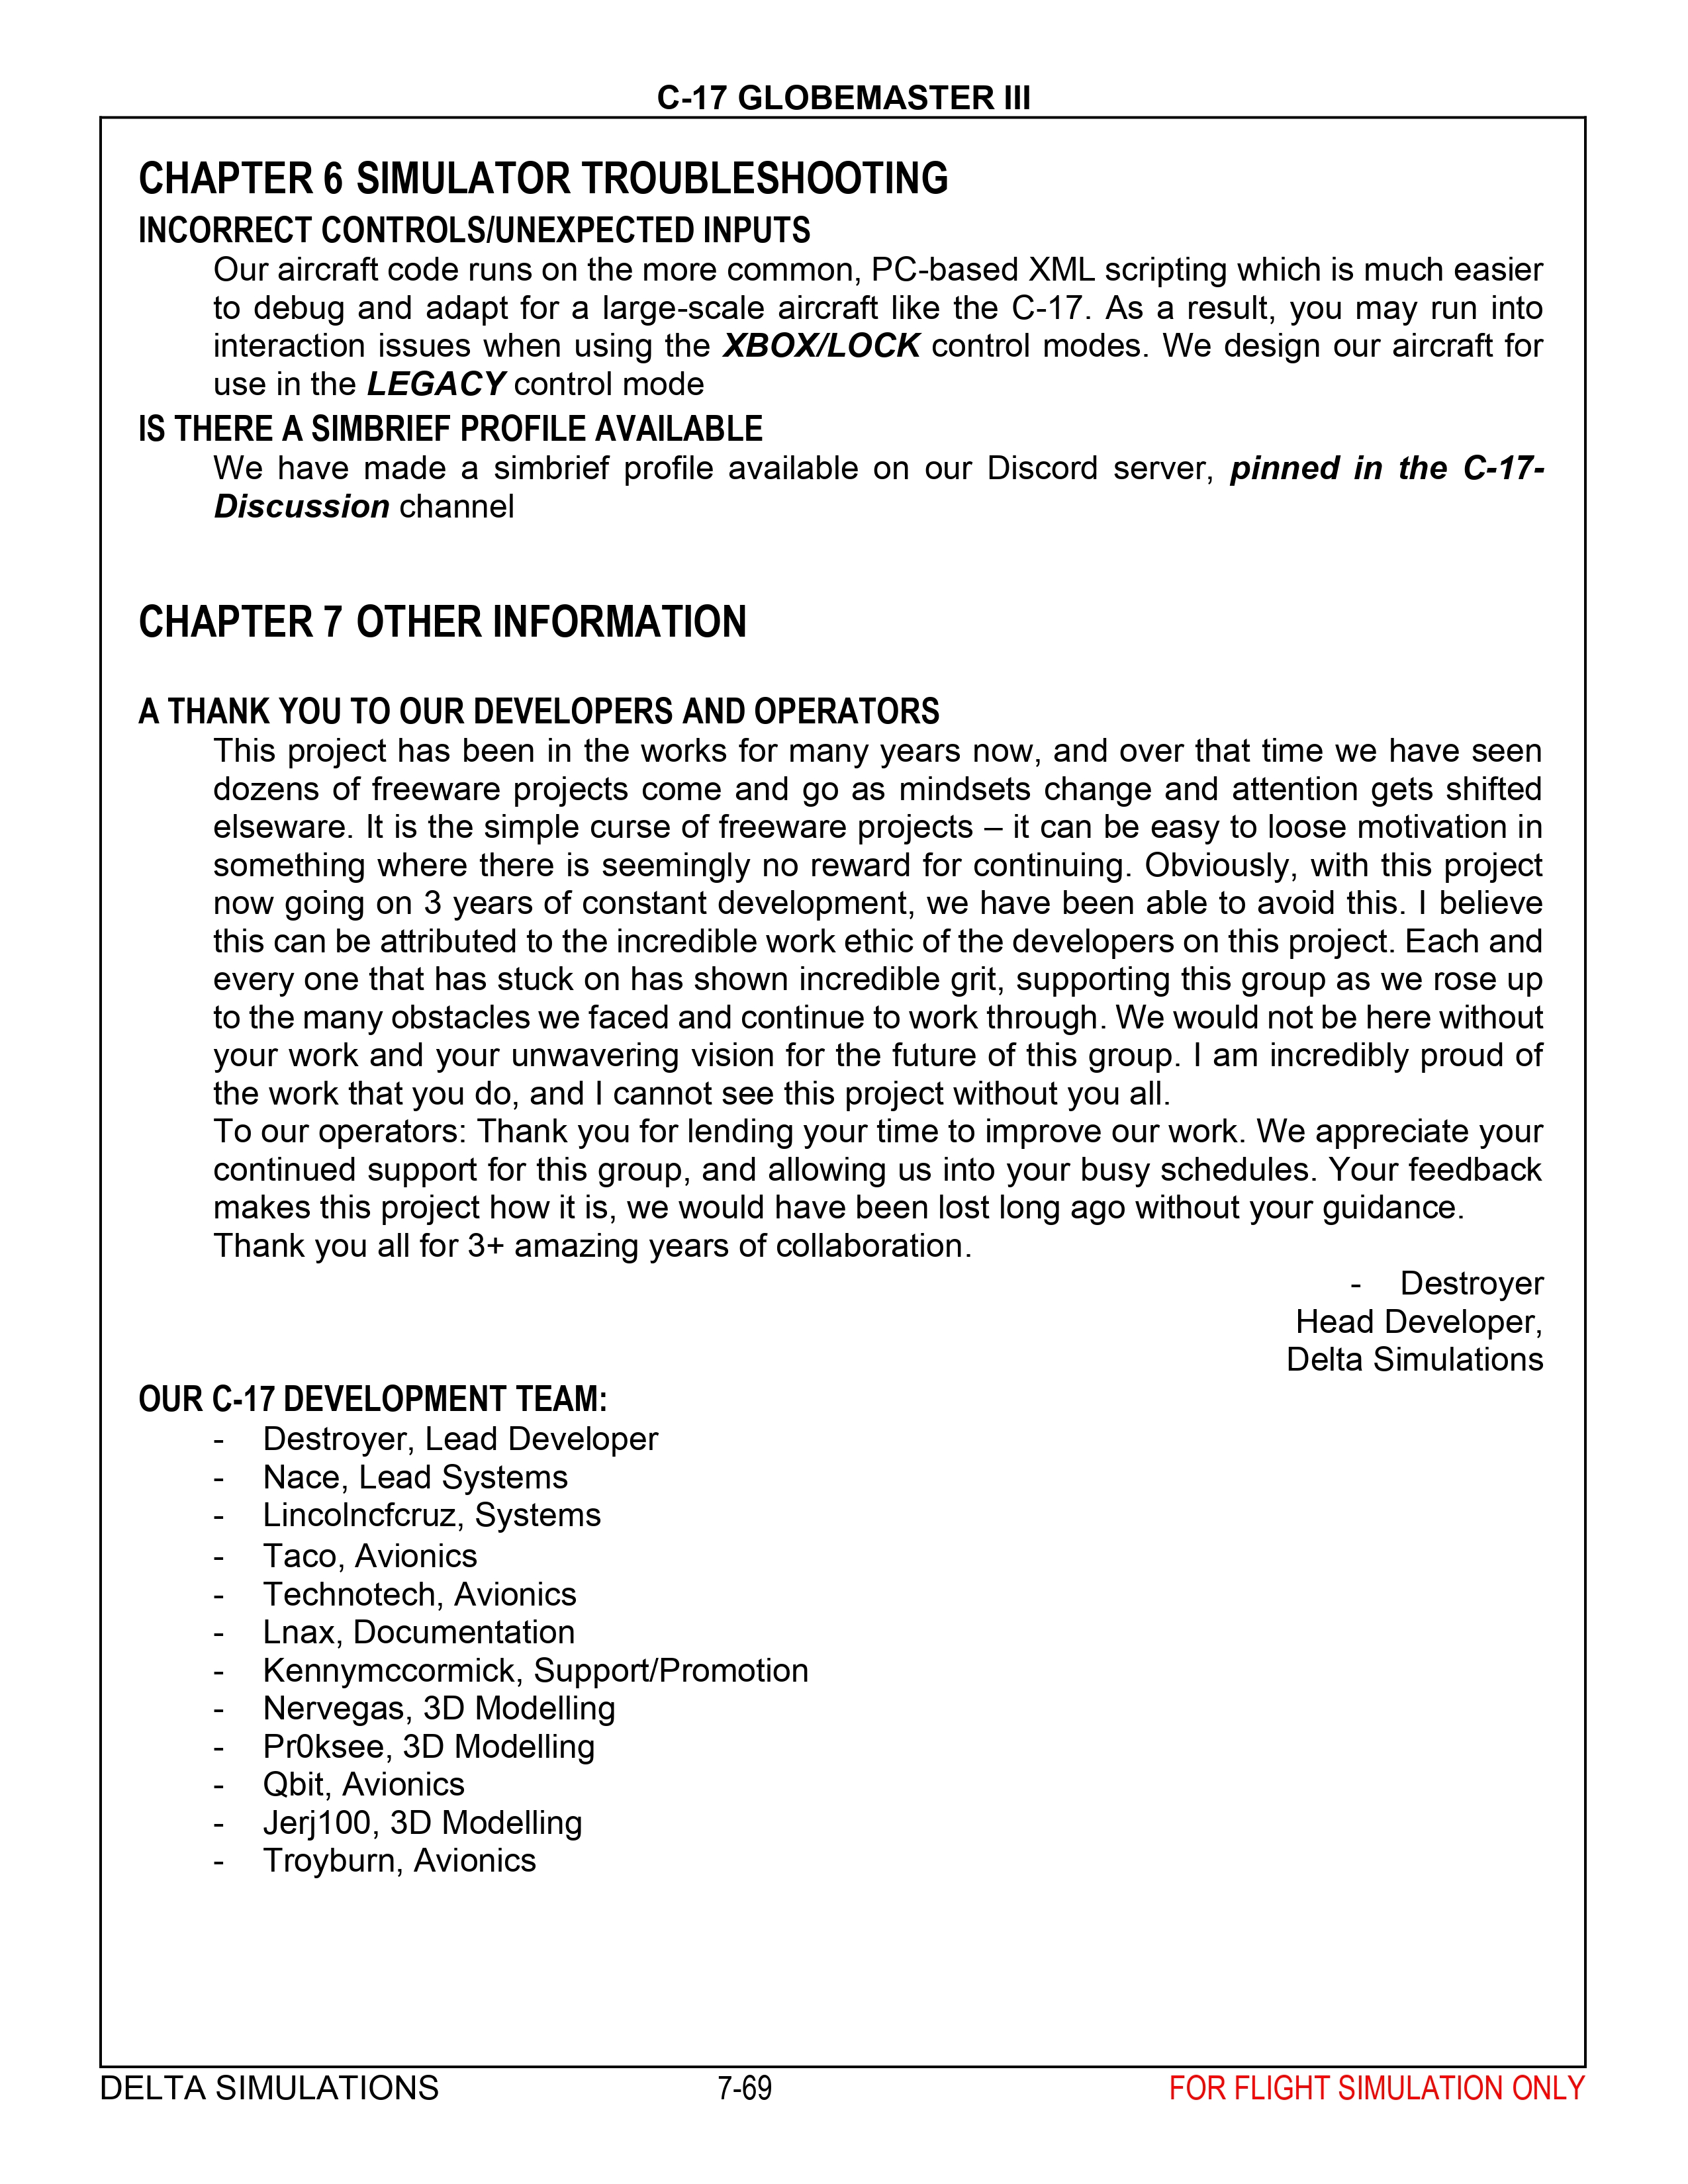 C-17 GLOBEMASTER III
CHAPTER 6 SIMULATOR TROUBLESHOOTING
INCORRECT CONTROLS/UNEXPECTED INPUTS
Our aircraft code runs on the more common, PC-based XML scripting which is much easier
to debug and adapt for a large-scale aircraft like the C-17. As a result, you may run into
interaction issues when using the XBOX/LOCK control modes. We design our aircraft for
use in the LEGACY control mode
IS THERE A SIMBRIEF PROFILE AVAILABLE
We have made a simbrief profile available on our Discord server, pinned in the C-17-
Discussion channel
CHAPTER 7 OTHER INFORMATION
A THANK YOU TO OUR DEVELOPERS AND OPERATORS
This project has been in the works for many years now, and over that time we have seen
dozens of freeware projects come and go as mindsets change and attention gets shifted
elseware. It is the simple curse of freeware projects – it can be easy to loose motivation in
something where there is seemingly no reward for continuing. Obviously, with this project
now going on 3 years of constant development, we have been able to avoid this. I believe
this can be attributed to the incredible work ethic of the developers on this project. Each and
every one that has stuck on has shown incredible grit, supporting this group as we rose up
to the many obstacles we faced and continue to work through. We would not be here without
your work and your unwavering vision for the future of this group. I am incredibly proud of
the work that you do, and I cannot see this project without you all.
To our operators: Thank you for lending your time to improve our work. We appreciate your
continued support for this group, and allowing us into your busy schedules. Your feedback
makes this project how it is, we would have been lost long ago without your guidance.
Thank you all for 3+ amazing years of collaboration.
- Destroyer
Head Developer,
Delta Simulations
OUR C-17 DEVELOPMENT TEAM:
- Destroyer, Lead Developer
- Nace, Lead Systems
- Lincolncfcruz, Systems
- Taco, Avionics
- Technotech, Avionics
- Lnax, Documentation
- Kennymccormick, Support/Promotion
- Nervegas, 3D Modelling
- Pr0ksee, 3D Modelling
- Qbit, Avionics
- Jerj100, 3D Modelling
- Troyburn, Avionics
DELTA SIMULATIONS 7-69 FOR FLIGHT SIMULATION ONLY